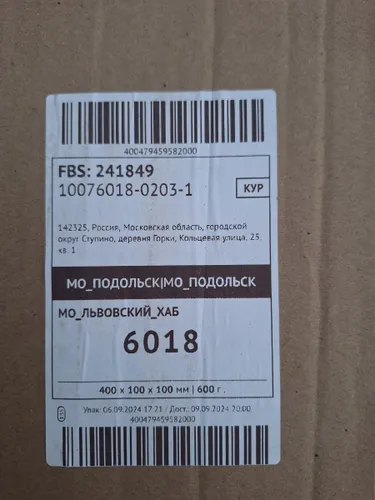 400479459582000
FBS: 241849
10076018-0203-1
КУР
142325, Россия, Московская область, городской
округ Ступино, деревня Горки, Кольцевая улица, 25,
кв. 1
МО_ПОДОЛЬСК|МО_ПОДОЛЬСК
МО_ЛЬВОВСКИЙ_ХАБ
6018
400 x 100 x 100 мм | 600 г.
Упак: 06.09.2024 17:21 / Дост: 09.09.2024 20:00
400479459582000